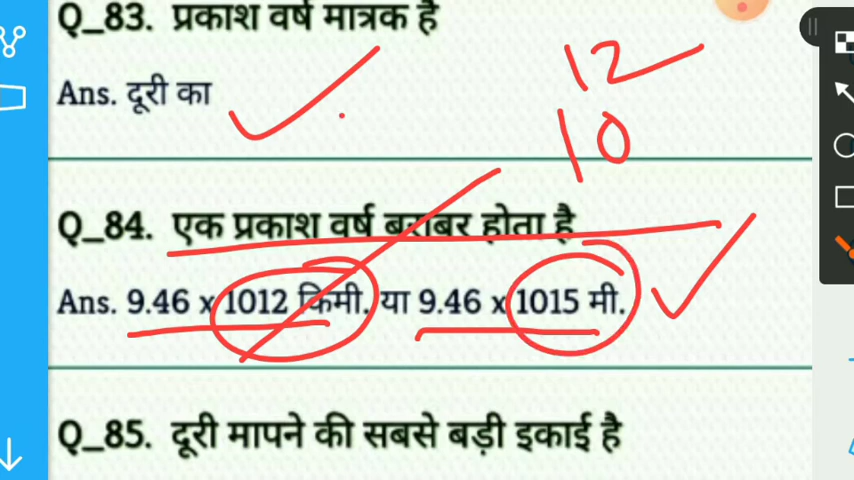 Q_83. प्रकाश वर्ष मात्रक है
Ans. दूरी का
12
10
Q_84. एक प्रकाश वर्ष बराबर होता है
Ans. 9.46 x 1012 किमी. या 9.46 x 1015 मी.
Q_85. दूरी मापने की सबसे बड़ी इकाई है